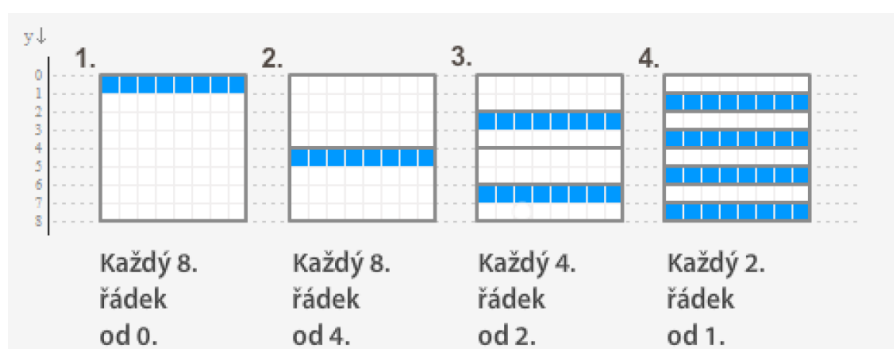 y↓
1. 2. 3. 4.
0
1
2
3
4
5
6
7
8
Každý 8. Každý 8. Každý 4. Každý 2.
řádek řádek řádek řádek
od 0. od 4. od 2. od 1.